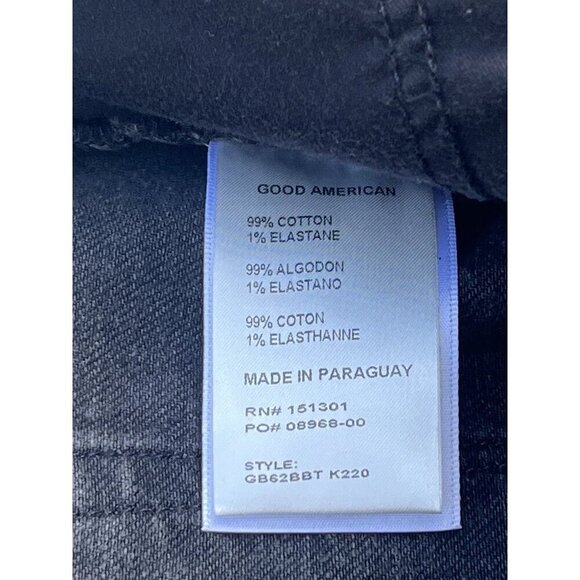 GOOD AMERICAN
99% COTTON
1% ELASTANE
99% ALGODON
1% ELASTANO
99% COTON
1% ELASTHANNE
MADE IN PARAGUAY
RN# 151301
PO# 08968-00
STYLE:
GB62BBT K220